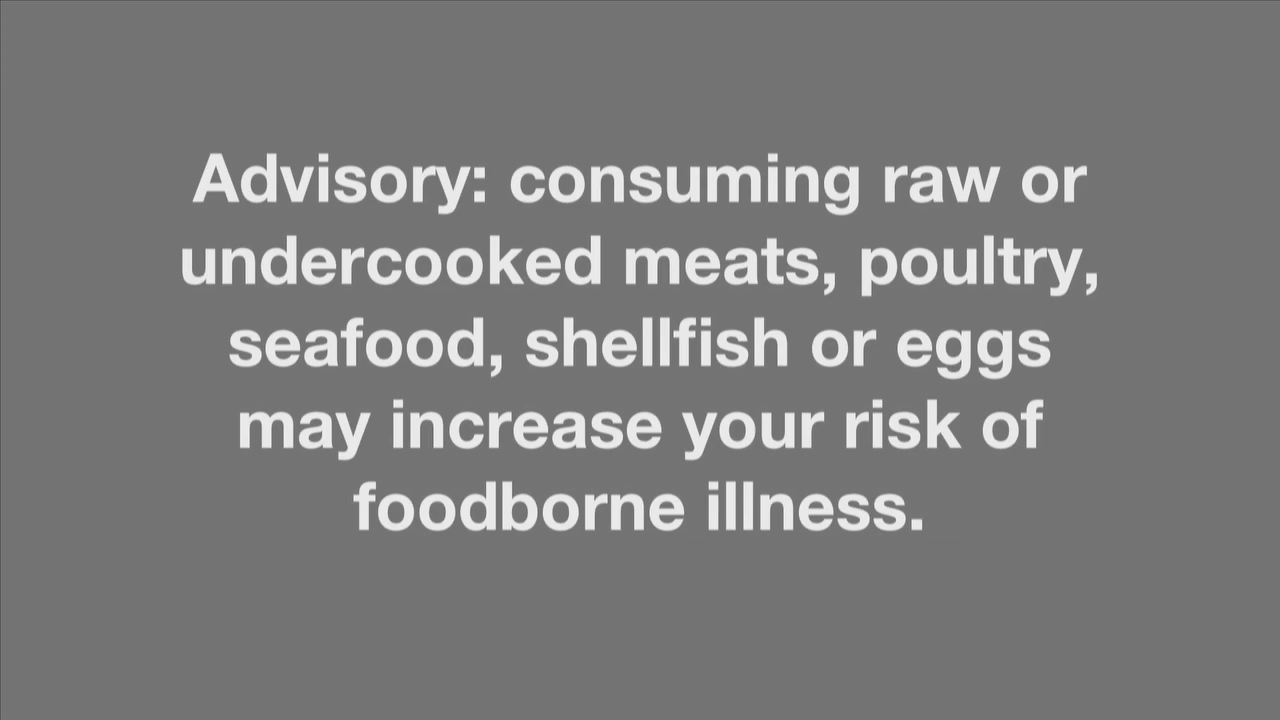 Advisory: consuming raw or
undercooked meats, poultry,
seafood, shellfish or eggs
may increase your risk of
foodborne illness.